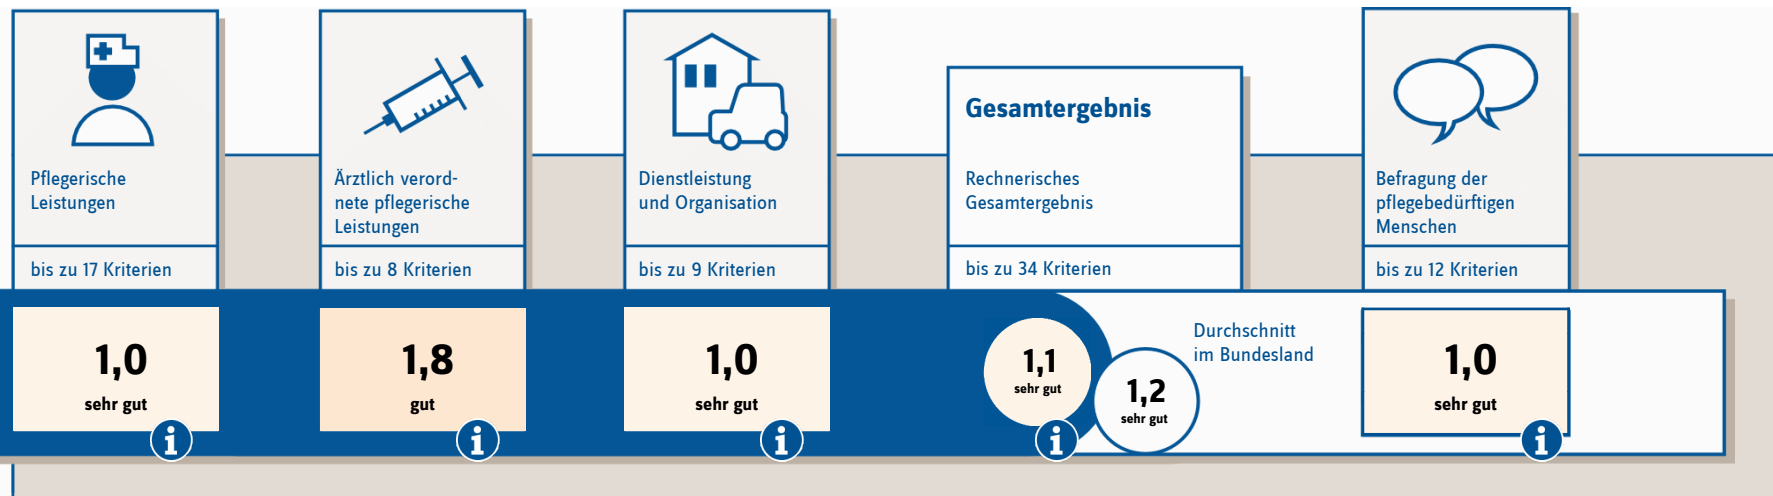 Pflegerische
Leistungen
bis zu 17 Kriterien
1,0
sehr gut
i
Ärztlich verord-
nete pflegerische
Leistungen
bis zu 8 Kriterien
1,8
gut
i
Dienstleistung
und Organisation
bis zu 9 Kriterien
1,0
sehr gut
i
Gesamtergebnis
Rechnerisches
Gesamtergebnis
bis zu 34 Kriterien
1,1
sehr gut
i
1,2
sehr gut
Durchschnitt
im Bundesland
Befragung der
pflegebedürftigen
Menschen
bis zu 12 Kriterien
1,0
sehr gut
i